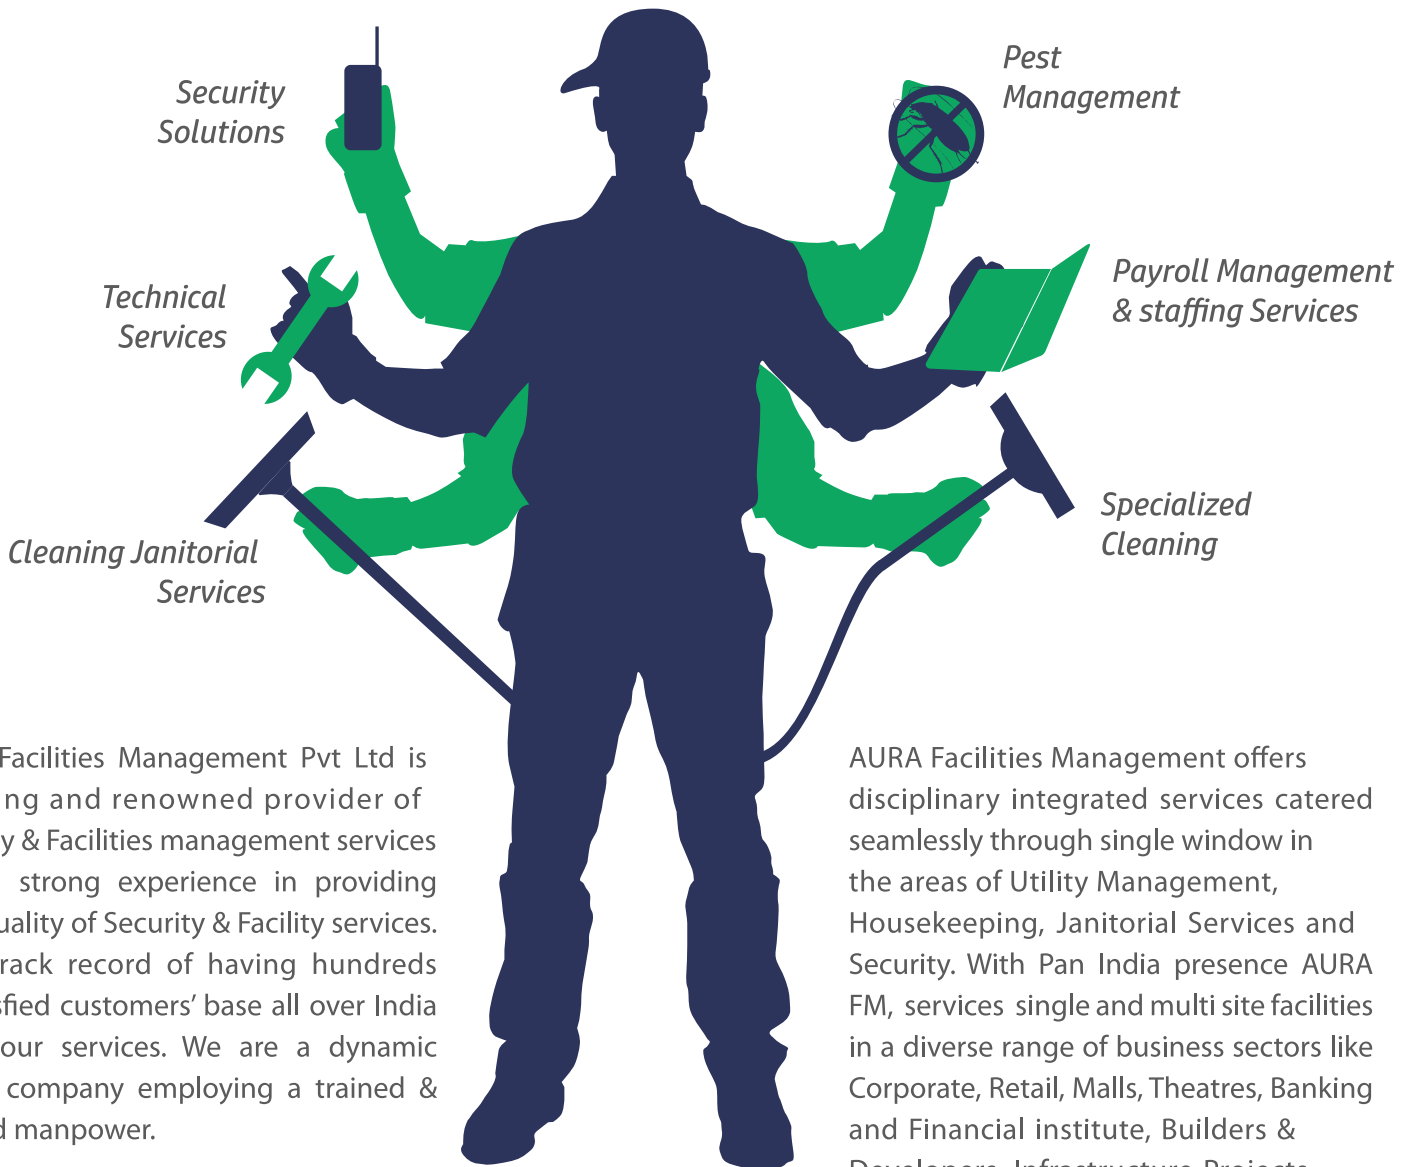 Security
Solutions
Pest
Management
Technical
Services
Payroll Management
& staffing Services
Cleaning Janitorial
Services
Specialized
Cleaning
Facilities Management Pvt Ltd is
and renowned provider of
& Facilities management services
strong experience in providing
of Security & Facility services.
record of having hundreds
customers' base all over India
our services. We are a dynamic
company employing a trained &
manpower.
AURA Facilities Management offers
disciplinary integrated services catered
seamlessly through single window in
the areas of Utility Management,
Housekeeping, Janitorial Services and
Security. With Pan India presence AURA
FM, services single and multi site facilities
in a diverse range of business sectors like
Corporate, Retail, Malls, Theatres, Banking
and Financial institute, Builders &
Developers, Infrastructure Projects